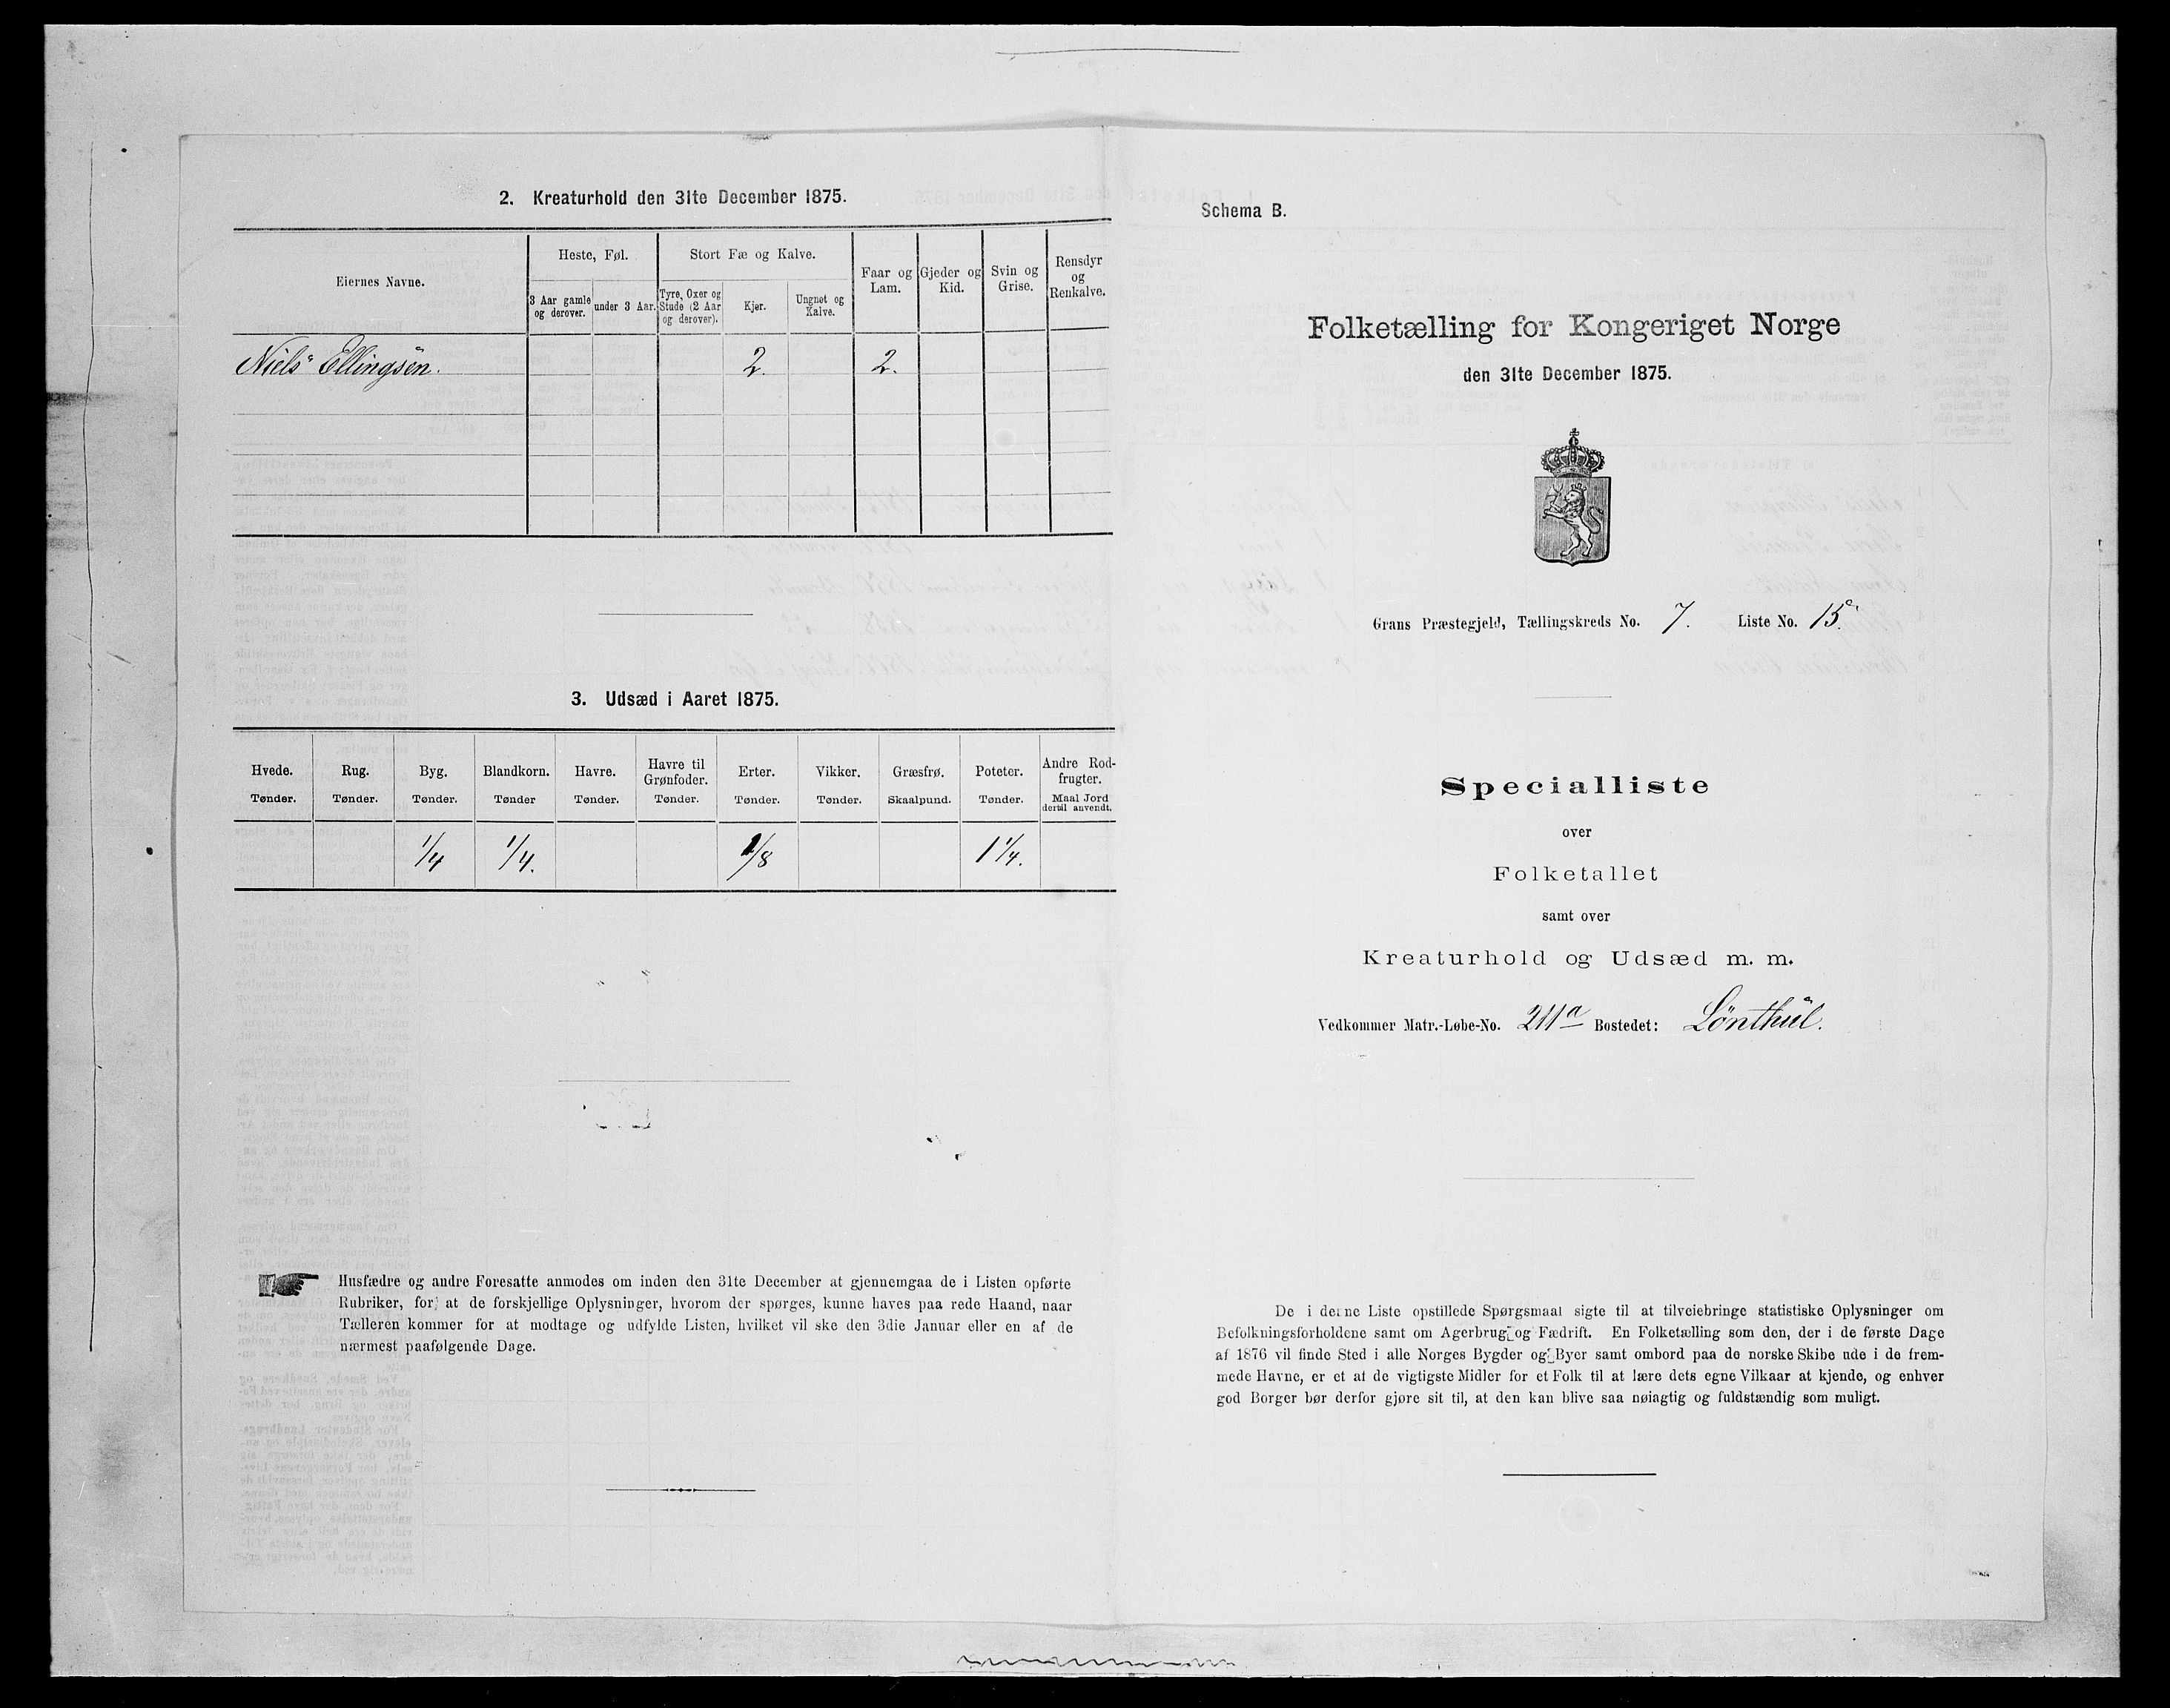 2. Kreaturhold den 31te December 1875.
Eiernes Navne.
Heste, Føl.
Stort Fæ og Kalve.
Faar og Lam.
Gjeder og Kid.
Svin og Grise.
Rensdyr og Renkalve.
3 Aar gamle og derover.
under 3 Aar.
Tyre, Oxer og Stude (2 Aar og derover).
Kjør.
Ungnøt og Kalve.
Niels Ellingsen. 2. 2.
3. Udsæd i Aaret 1875.
Hvede. Rug. Byg. Blandkorn. Havre. Havre til Grønfoder. Erter. Vikker. Græsfrø. Poteter. Andre Rodfrugter.
Tønder. Tønder. Tønder. Tønder Tønder. Tønder. Tønder. Tønder. Skaalpund. Tønder. Maal Jord dertil anvendt.
1/4 1/4. 1/8 1 1/4.
Husfædre og andre Foresatte anmodes om inden den 31te December at gjennemgaa de i Listen opførte
Rubriker, for at de forskjellige Oplysninger, hvorom der spørges, kunne haves paa rede Haand, naar
Tælleren kommer for at modtage og udfylde Listen, hvilket vil ske den 3die Januar eller en af de
nærmest paafølgende Dage.
Schema B.
Folketælling for Kongeriget Norge
den 31te December 1875.
Grans Præstegjeld, Tællingskreds No. 7. Liste No. 15.
Specialliste
over
Folketallet
samt over
Kreaturhold og Udsæd m. m.
Vedkommer Matr.-Løbe-No. 211a Bostedet: Lønthul.
De i denne Liste opstillede Spørgsmaal sigte til at tilveiebringe statistiske Oplysninger om
Befolkningsforholdene samt om Agerbrug og Fædrift. En Folketælling som den, der i de første Dage
af 1876 vil finde Sted i alle Norges Bygder og Byer samt ombord paa de norske Skibe ude i de frem-
mede Havne, er et af de vigtigste Midler for et Folk til at lære dets egne Vilkaar at kjende, og enhver
god Borger bør derfor gjøre sit til, at den kan blive saa nøiagtig og fuldstændig som muligt.